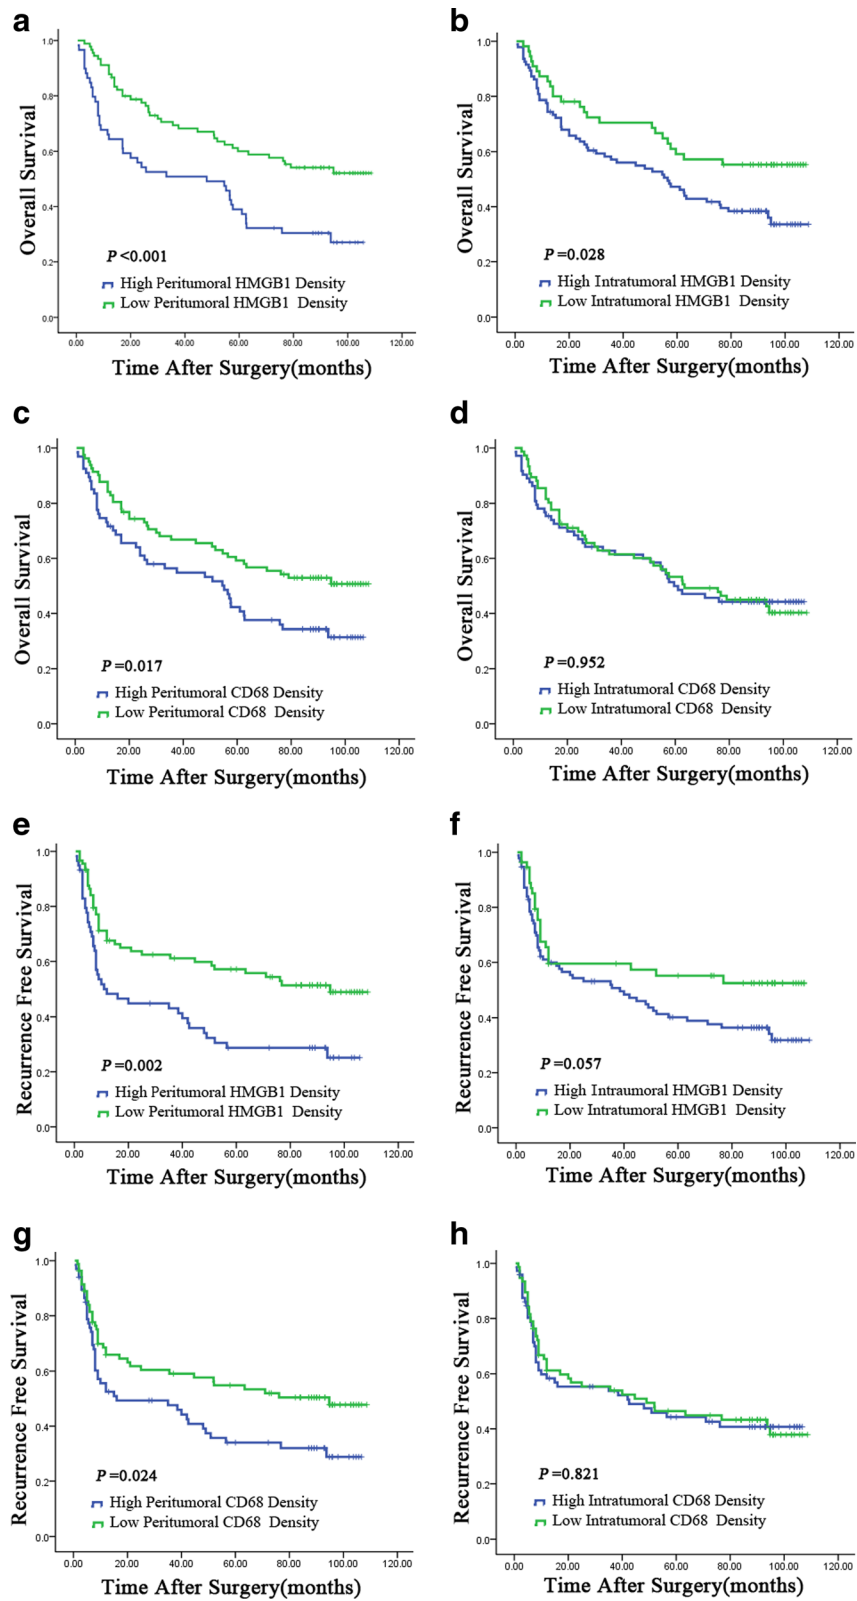 a
1.0
0.8
0.6
0.4
0.2
0.0
Overall Survival
P <0.001
High Peritumoral HMGB1 Density
Low Peritumoral HMGB1 Density
0.00 20.00 40.00 60.00 80.00 100.00 120.00
Time After Surgery(months)
b
1.0
0.8
0.6
0.4
0.2
0.0
Overall Survival
P =0.028
High Intratumoral HMGB1 Density
Low Intratumoral HMGB1 Density
0.00 20.00 40.00 60.00 80.00 100.00 120.00
Time After Surgery(months)
c
1.0
0.8
0.6
0.4
0.2
0.0
Overall Survival
P =0.017
High Peritumoral CD68 Density
Low Peritumoral CD68 Density
0.00 20.00 40.00 60.00 80.00 100.00 120.00
Time After Surgery(months)
d
1.0
0.8
0.6
0.4
0.2
0.0
Overall Survival
P =0.952
High Intratumoral CD68 Density
Low Intratumoral CD68 Density
0.00 20.00 40.00 60.00 80.00 100.00 120.00
Time After Surgery(months)
e
1.0
0.8
0.6
0.4
0.2
0.0
Recurrence Free Survival
P =0.002
High Peritumoral HMGB1 Density
Low Peritumoral HMGB1 Density
0.00 20.00 40.00 60.00 80.00 100.00 120.00
Time After Surgery(months)
f
1.0
0.8
0.6
0.4
0.2
0.0
Recurrence Free Survival
P =0.057
High Intraumoral HMGB1 Density
Low Intratumoral HMGB1 Density
0.00 20.00 40.00 60.00 80.00 100.00 120.00
Time After Surgery(months)
g
1.0
0.8
0.6
0.4
0.2
0.0
Recurrence Free Survival
P =0.024
High Peritumoral CD68 Density
Low Peritumoral CD68 Density
0.00 20.00 40.00 60.00 80.00 100.00 120.00
Time After Surgery(months)
h
1.0
0.8
0.6
0.4
0.2
0.0
Recurrence Free Survival
P =0.821
High Intratumoral CD68 Density
Low Intratumoral CD68 Density
0.00 20.00 40.00 60.00 80.00 100.00 120.00
Time After Surgery(months)